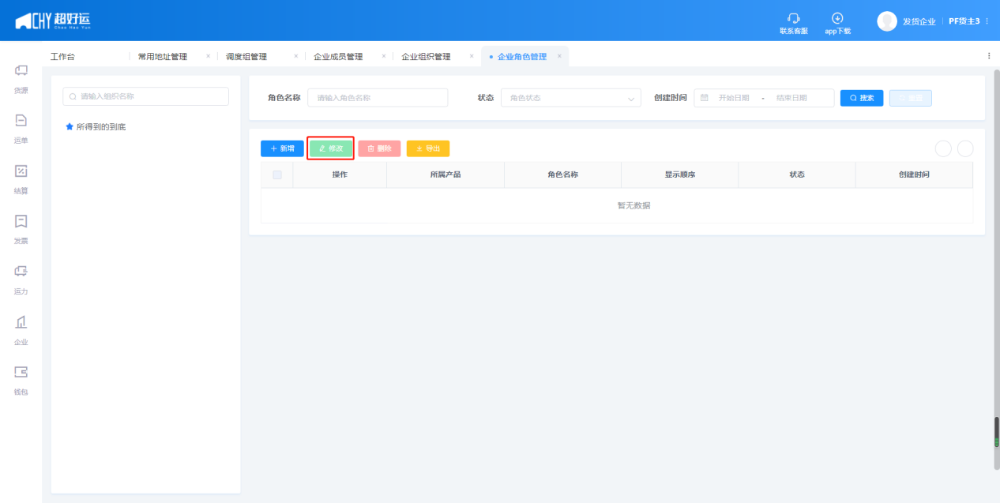 CHY 超好运
Chao Hao Yun
联系客服
app下载
发货企业
PF货主3
工作台
常用地址管理
调度组管理
企业成员管理
企业组织管理
企业角色管理
货源
运单
结算
发票
运力
企业
钱包
请输入组织名称
所得到的到底
角色名称 请输入角色名称
状态 角色状态
创建时间 开始日期 - 结束日期
搜索
新增 修改 删除 导出
操作 所属产品 角色名称 显示顺序 状态 创建时间
暂无数据